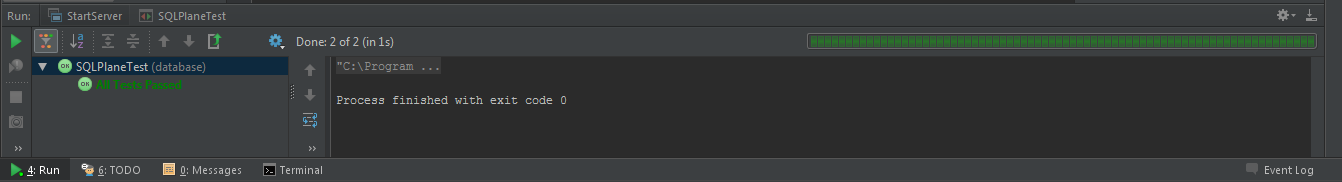 Run: StartServer SQLPlaneTest
Done: 2 of 2 (in 1s)
SQLPlaneTest (database)
OK All Tests Passed
"C:\Program ...
Process finished with exit code 0
4: Run 6: TODO 0: Messages Terminal Event Log